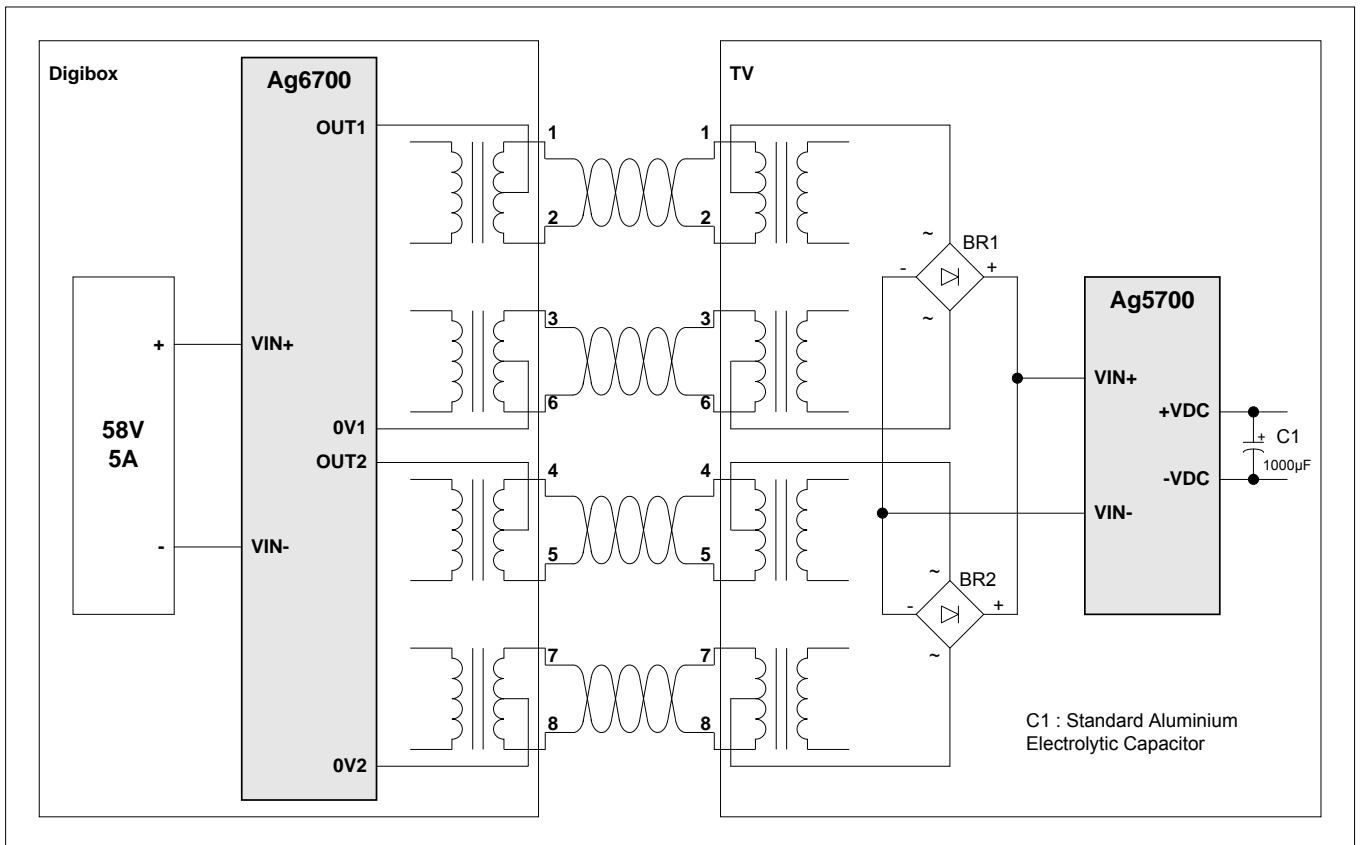 Digibox
Ag6700
OUT1
0V1
OUT2
0V2
VIN+
VIN-
+
58V
5A
-
1
2
3
6
4
5
7
8
TV
1
2
3
6
4
5
7
8
~
BR1
-
+
~
~
BR2
-
+
~
Ag5700
VIN+
VIN-
+VDC
-VDC
+
C1
1000µF
C1 : Standard Aluminium
Electrolytic Capacitor